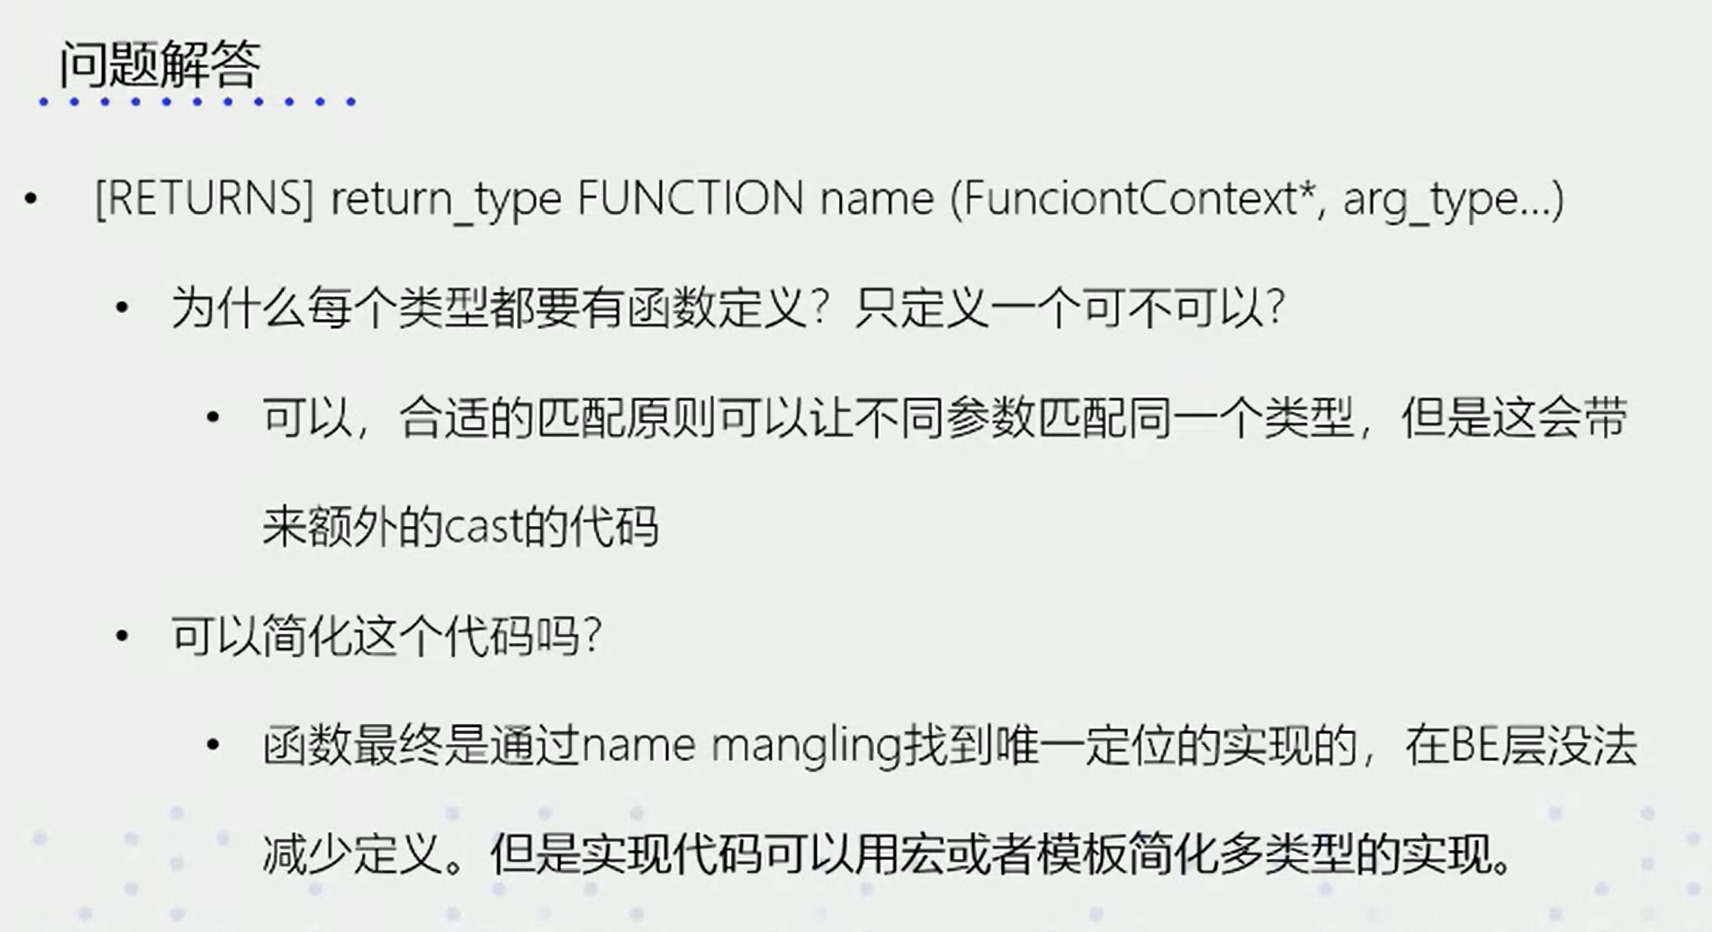 问题解答
[RETURNS] return_type FUNCTION name (FunciontContext*, arg_type...)
为什么每个类型都要有函数定义？只定义一个可不可以？
可以，合适的匹配原则可以让不同参数匹配同一个类型，但是这会带
来额外的cast的代码
可以简化这个代码吗？
函数最终是通过name mangling找到唯一定位的实现的，在BE层没法
减少定义。但是实现代码可以用宏或者模板简化多类型的实现。